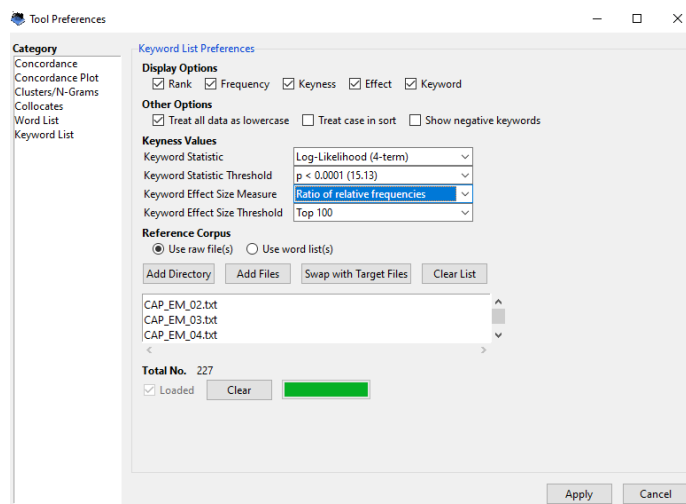 Tool Preferences
Category
Concordance
Concordance Plot
Clusters/N-Grams
Collocates
Word List
Keyword List
Keyword List Preferences
Display Options
Rank Frequency Keyness Effect Keyword
Other Options
Treat all data as lowercase Treat case in sort Show negative keywords
Keyness Values
Keyword Statistic Log-Likelihood (4-term)
Keyword Statistic Threshold p < 0.0001 (15.13)
Keyword Effect Size Measure Ratio of relative frequencies
Keyword Effect Size Threshold Top 100
Reference Corpus
Use raw file(s) Use word list(s)
Add Directory Add Files Swap with Target Files Clear List
CAP_EM_02.txt
CAP_EM_03.txt
CAP_EM_04.txt
Total No. 227
Loaded Clear
Apply Cancel